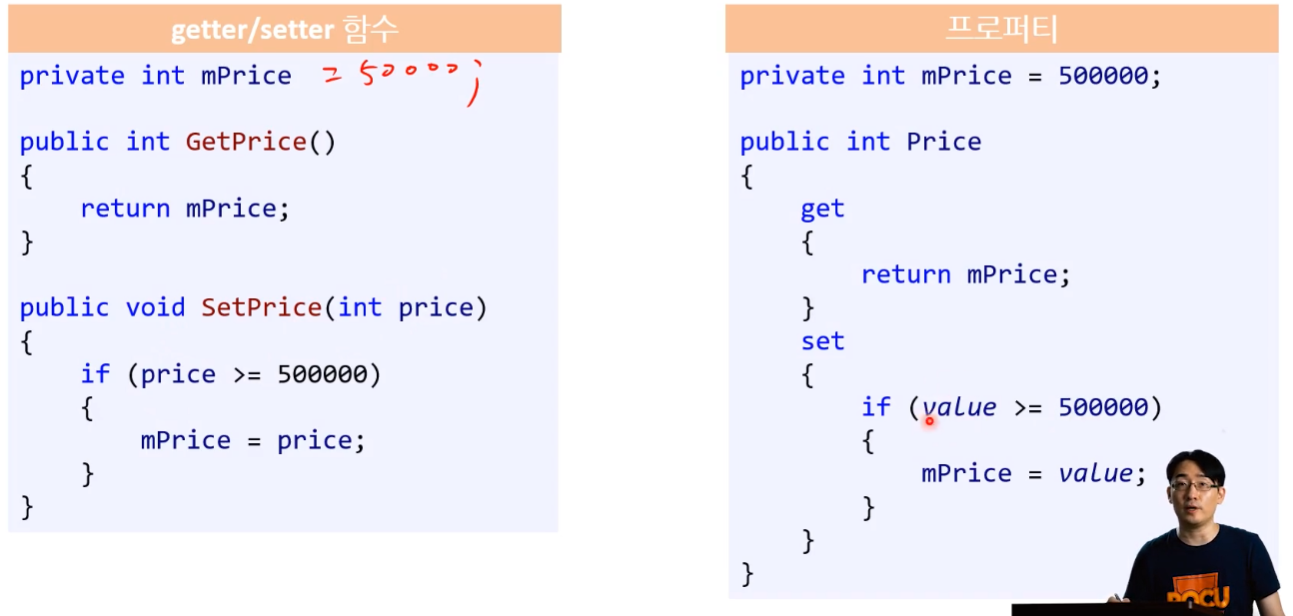 getter/setter 함수
private int mPrice = 50000;
public int GetPrice()
{
return mPrice;
}
public void SetPrice(int price)
{
if (price >= 500000)
{
mPrice = price;
}
}
프로퍼티
private int mPrice = 500000;
public int Price
{
get
{
return mPrice;
}
set
{
if (value >= 500000)
{
mPrice = value;
}
}
}
POCU